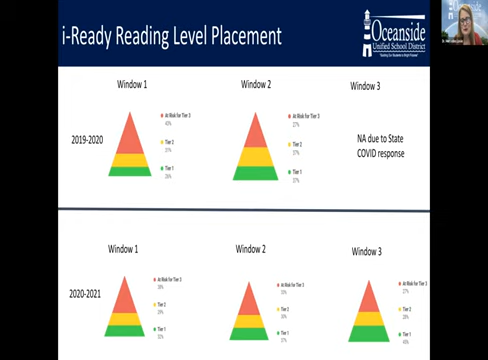 i-Ready Reading Level Placement
Oceanside
Unified School District
Window 1
Window 2
Window 3
2019-2020
At Risk for Tier 3
Tier 2
Tier 1
At Risk for Tier 3
27%
Tier 2
37%
Tier 1
37%
NA due to State
COVID response
Window 1
Window 2
Window 3
2020-2021
At Risk for Tier 3
Tier 2
Tier 1
At Risk for Tier 3
Tier 2
Tier 1
At Risk for Tier 3
Tier 2
Tier 1